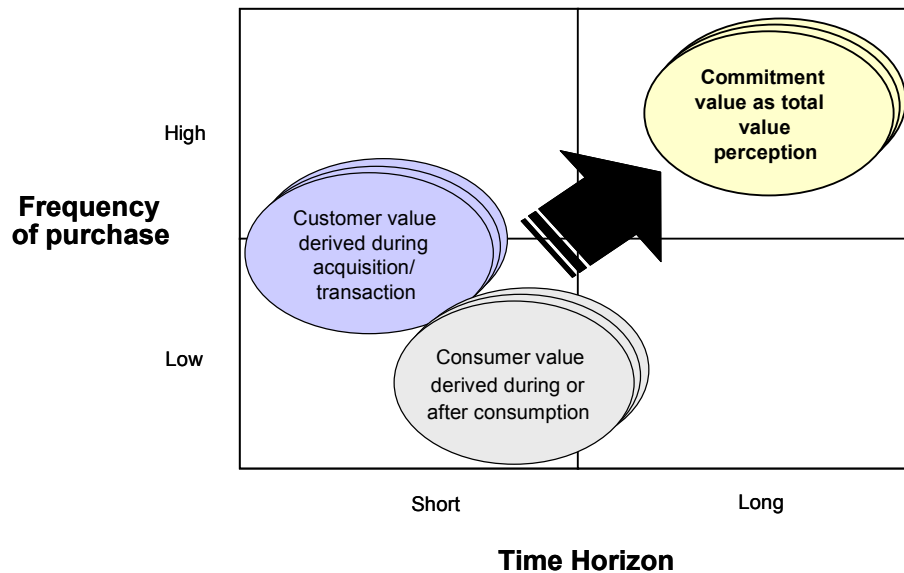 Commitment
value as total
value
perception
High
Frequency
of purchase
Customer value
derived during
acquisition/
transaction
Low
Consumer value
derived during or
after consumption
Short
Long
Time Horizon